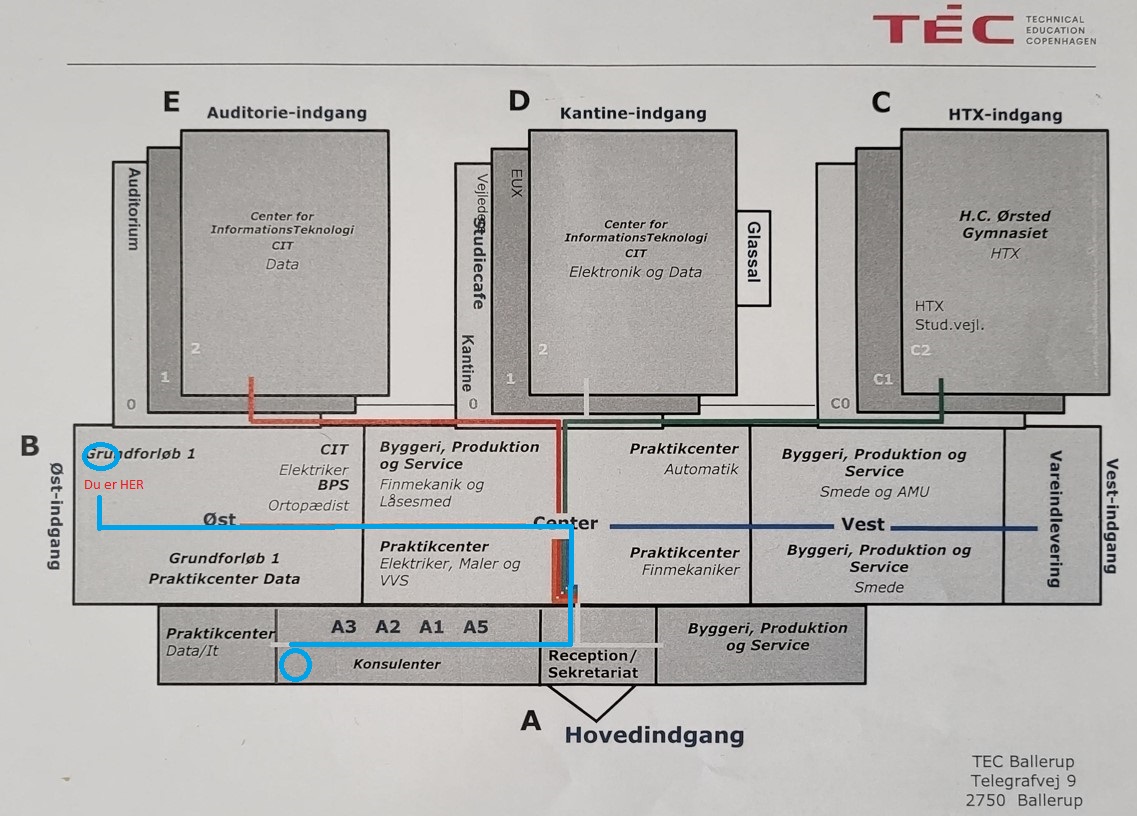 TEC
TECHNICAL
EDUCATION
COPENHAGEN
E
Auditorie-indgang
D
Kantine-indgang
C
HTX-indgang
Auditorium
Center for
InformationsTeknologi
CIT
Data
2
1
0
EUX
Studiecafe
Kantine
Center for
InformationsTeknologi
CIT
Elektronik og Data
Glassal
2
1
0
H.C. Ørsted
Gymnasiet
HTX
HTX
Stud.vejl.
C2
C1
C0
B
Øst-indgang
Grundforløb 1
Du er HER
CIT
Elektriker
BPS
Ortopædist
Byggeri, Produktion
og Service
Finmekanik og
Låsesmed
Praktikcenter
Automatik
Byggeri, Produktion og
Service
Smede og AMU
Vareindlevering
Vest-indgang
Øst
Center
Vest
Grundforløb 1
Praktikcenter Data
Praktikcenter
Elektriker, Maler og
VVS
Praktikcenter
Finmekaniker
Byggeri, Produktion og
Service
Smede
Praktikcenter
Data/It
A3 A2 A1 A5
Konsulenter
Reception/
Sekretariat
Byggeri, Produktion
og Service
A
Hovedindgang
TEC Ballerup
Telegrafvej 9
2750 Ballerup